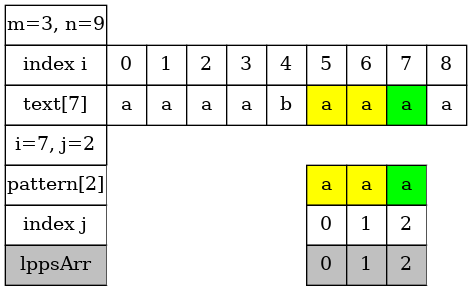 m=3, n=9
index i 0 1 2 3 4 5 6 7 8
text[7] a a a a b a a a a
i=7, j=2
pattern[2] a a a
index j 0 1 2
lppsArr 0 1 2